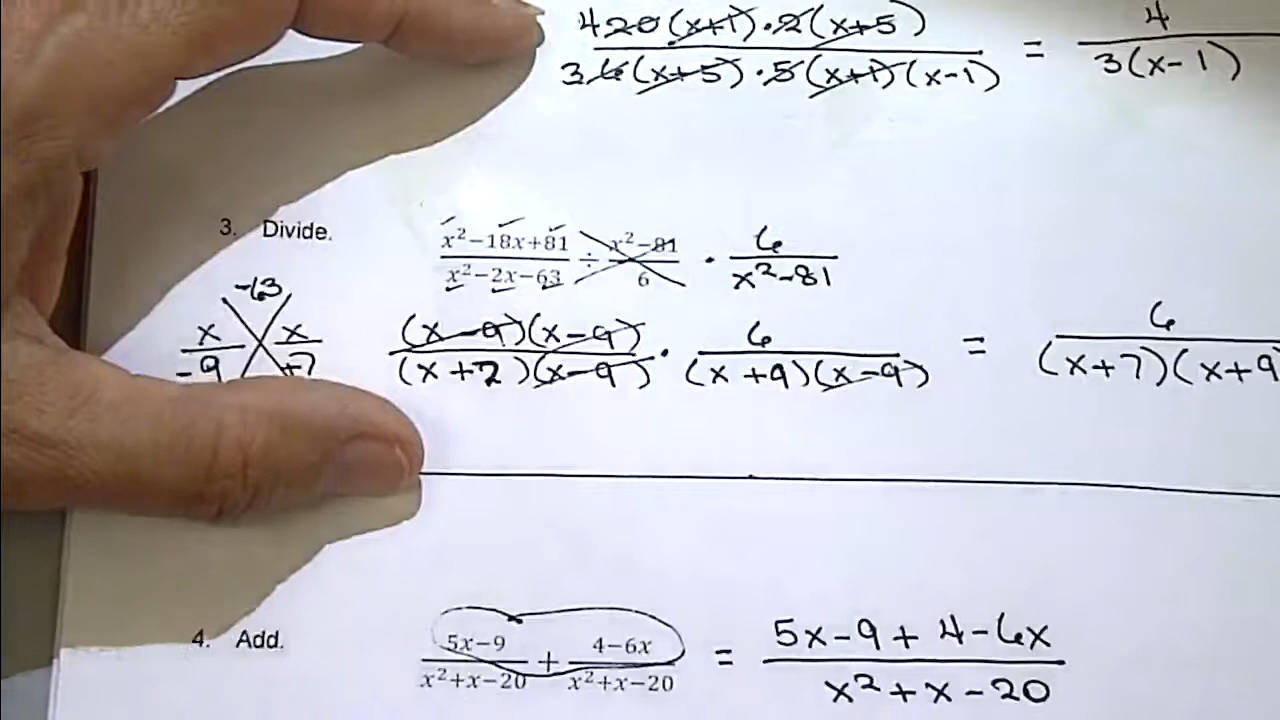 4 20 (x+1) · 2 (x+5) / 3 6 (x+5) · 5 (x+1)(x-1) = 4 / 3(x-1)
3. Divide. x²-18x+81 / x²-2x-63 ÷ x²-81 / 6 · 6 / x²-81
-63
x / -9 x / +7 (x-9)(x-9) / (x+7)(x-9) · 6 / (x+9)(x-9) = 6 / (x+7)(x+9
4. Add. 5x-9 / x²+x-20 + 4-6x / x²+x-20 = 5x-9+4-6x / x²+x-20